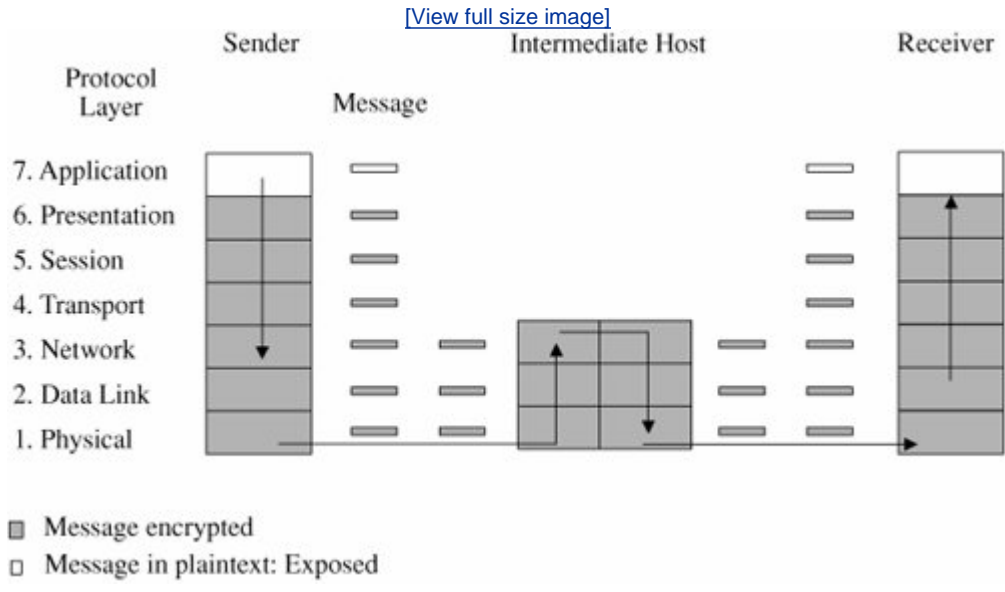 [View full size image]
Sender Intermediate Host Receiver
Protocol
Layer
Message
7. Application
6. Presentation
5. Session
4. Transport
3. Network
2. Data Link
1. Physical
Message encrypted
Message in plaintext: Exposed